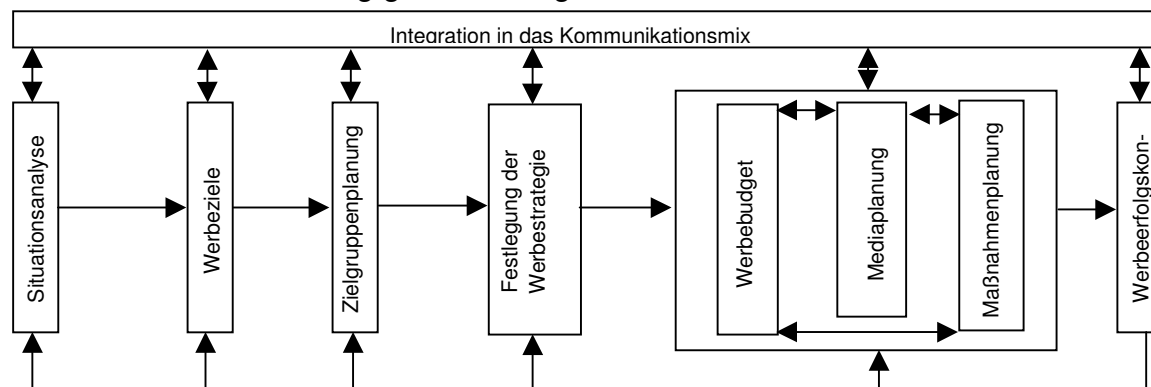 Integration in das Kommunikationsmix
Situationsanalyse
Werbeziele
Zielgruppenplanung
Festlegung der
Werbestrategie
Werbebudget
Mediaplanung
Maßnahmenplanung
Werbeerfolgskon-